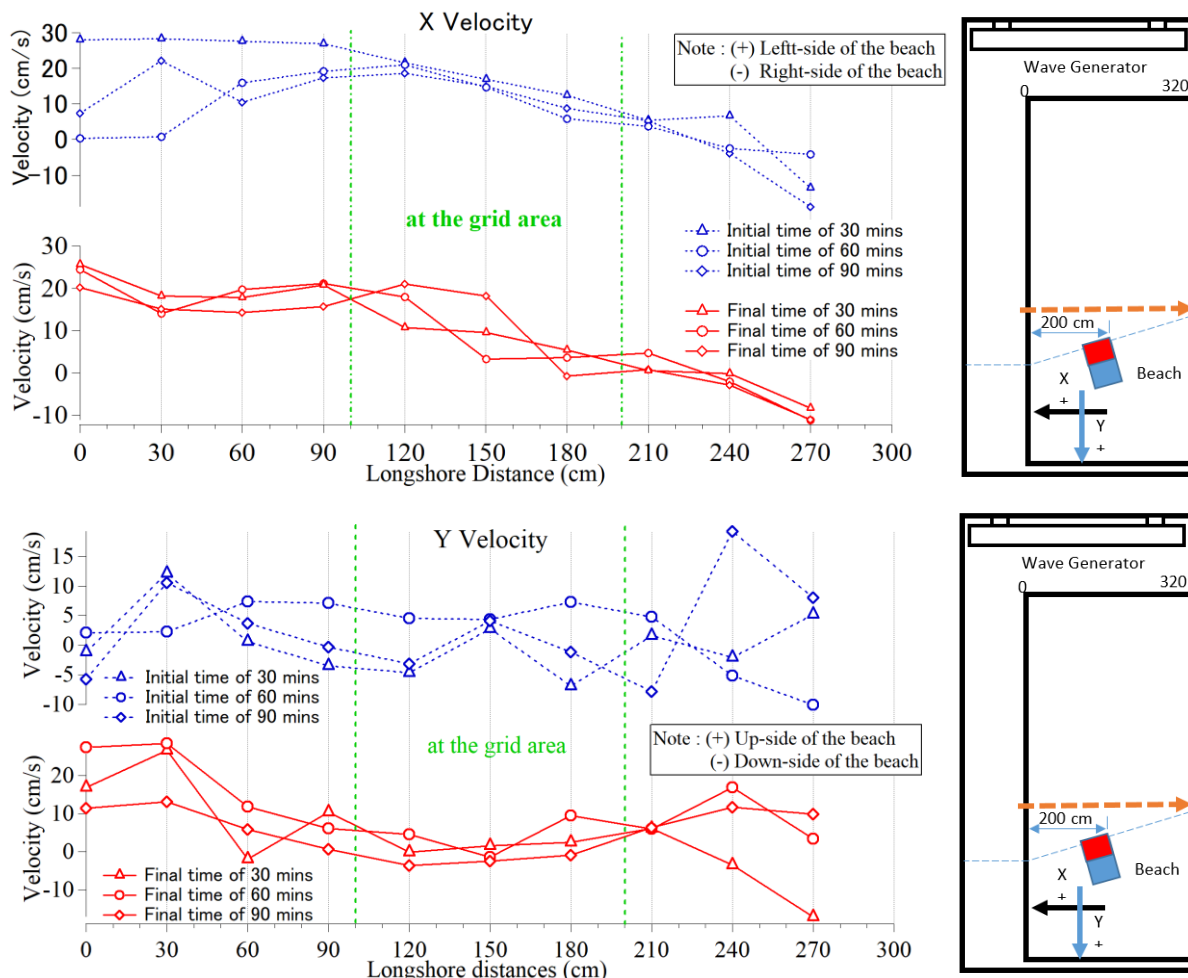 X Velocity
Velocity (cm/s)
30
20
10
0
-10
Note : (+) Leftt-side of the beach
(-) Right-side of the beach
at the grid area
Initial time of 30 mins
Initial time of 60 mins
Initial time of 90 mins
Velocity (cm/s)
30
20
10
0
-10
Final time of 30 mins
Final time of 60 mins
Final time of 90 mins
0 30 60 90 120 150 180 210 240 270 300
Longshore Distance (cm)
Wave Generator
0 320
200 cm
Beach
X
+
Y
+
Y Velocity
Velocity (cm/s)
15
10
5
0
-5
-10
Initial time of 30 mins
Initial time of 60 mins
Initial time of 90 mins
at the grid area
Note : (+) Up-side of the beach
(-) Down-side of the beach
Velocity (cm/s)
20
10
0
-10
Final time of 30 mins
Final time of 60 mins
Final time of 90 mins
0 30 60 90 120 150 180 210 240 270 300
Longshore distances (cm)
Wave Generator
0 320
200 cm
Beach
X
+
Y
+